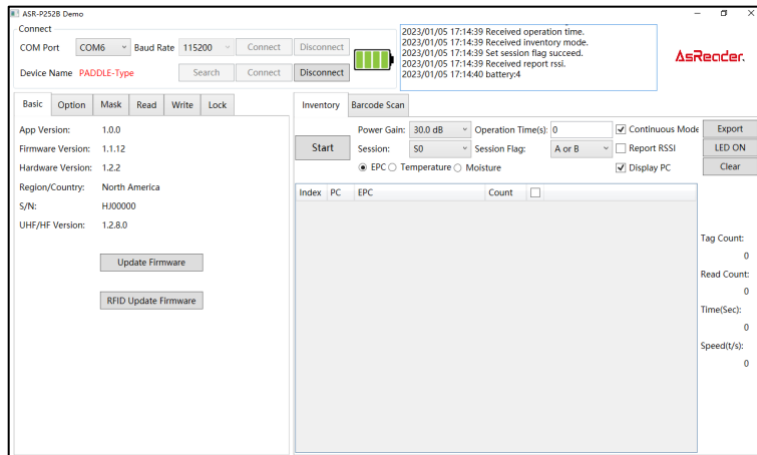 ASR-P252B Demo
Connect
COM Port COM6 Baud Rate 115200 Connect Disconnect
Device Name PADDLE-Type Search Connect Disconnect
2023/01/05 17:14:39 Received operation time.
2023/01/05 17:14:39 Received inventory mode.
2023/01/05 17:14:39 Set session flag succeed.
2023/01/05 17:14:39 Received report rssi.
2023/01/05 17:14:40 battery:4
AsReader.
Basic Option Mask Read Write Lock
App Version: 1.0.0
Firmware Version: 1.1.12
Hardware Version: 1.2.2
Region/Country: North America
S/N: HJ00000
UHF/HF Version: 1.2.8.0
Update Firmware
RFID Update Firmware
Inventory Barcode Scan
Power Gain: 30.0 dB Operation Time(s): 0 Continuous Mode Export
Start Session: S0 Session Flag: A or B Report RSSI LED ON
EPC Temperature Moisture Display PC Clear
Index PC EPC Count
Tag Count:
0
Read Count:
0
Time(Sec):
0
Speed(t/s):
0